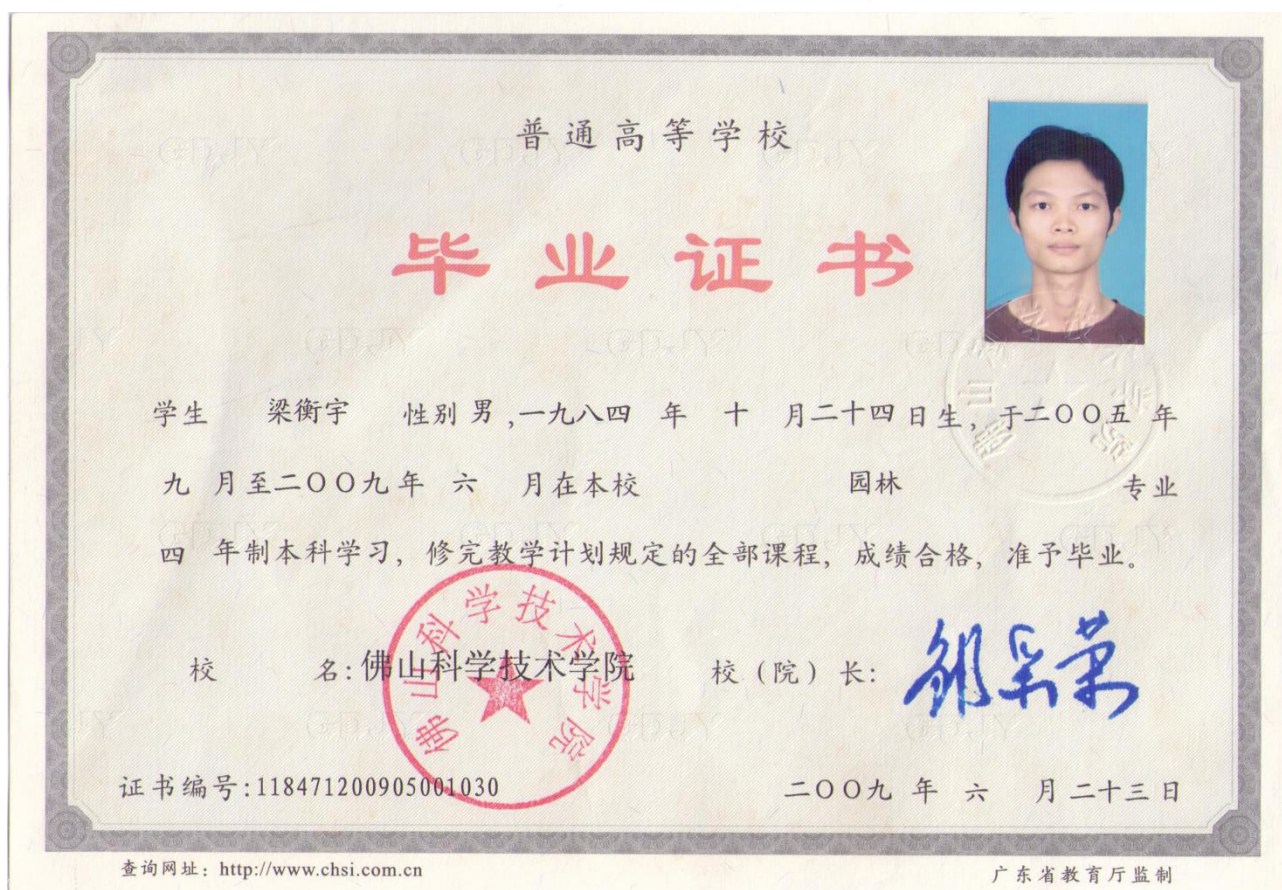 普通高等学校
毕业证书
学生 梁衡宇 性别 男 ,一九八四 年 十 月二十四日生, 于二〇〇五 年
九 月至二〇〇九年 六 月在本校 园林 专业
四 年制本科学习, 修完教学计划规定的全部课程, 成绩合格, 准予毕业。
佛山科学技术学院
校 名:佛山科学技术学院 校 (院) 长:
证书编号:118471200905001030 二〇〇九 年 六 月 二十三 日
查询网址: http://www.chsi.com.cn 广东省教育厅监制